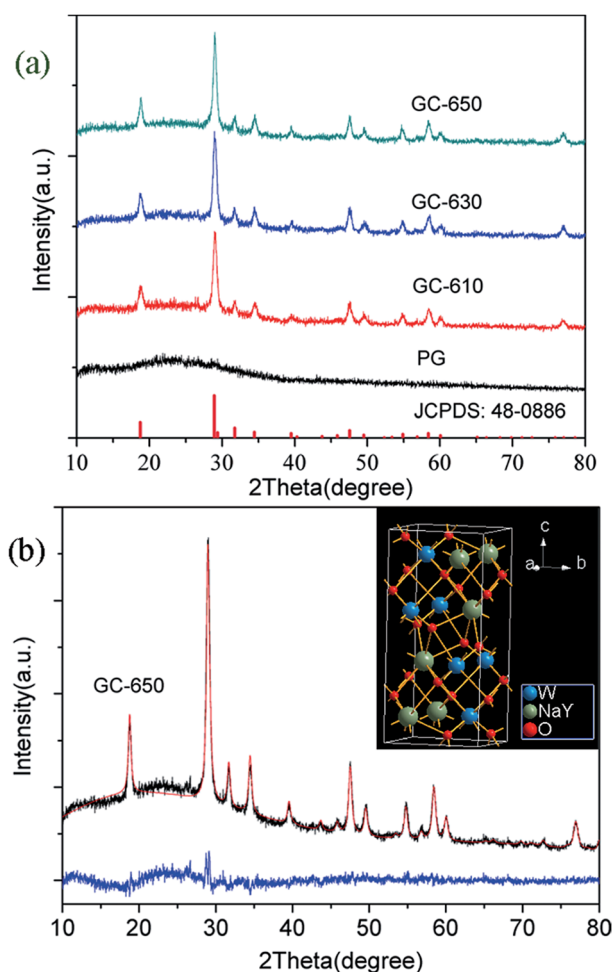 (a)
GC-650
GC-630
GC-610
PG
JCPDS: 48-0886
Intensity(a.u.)
10 20 30 40 50 60 70 80
2Theta(degree)
(b)
GC-650
c
a b
W
NaY
O
Intensity(a.u.)
10 20 30 40 50 60 70 80
2Theta(degree)